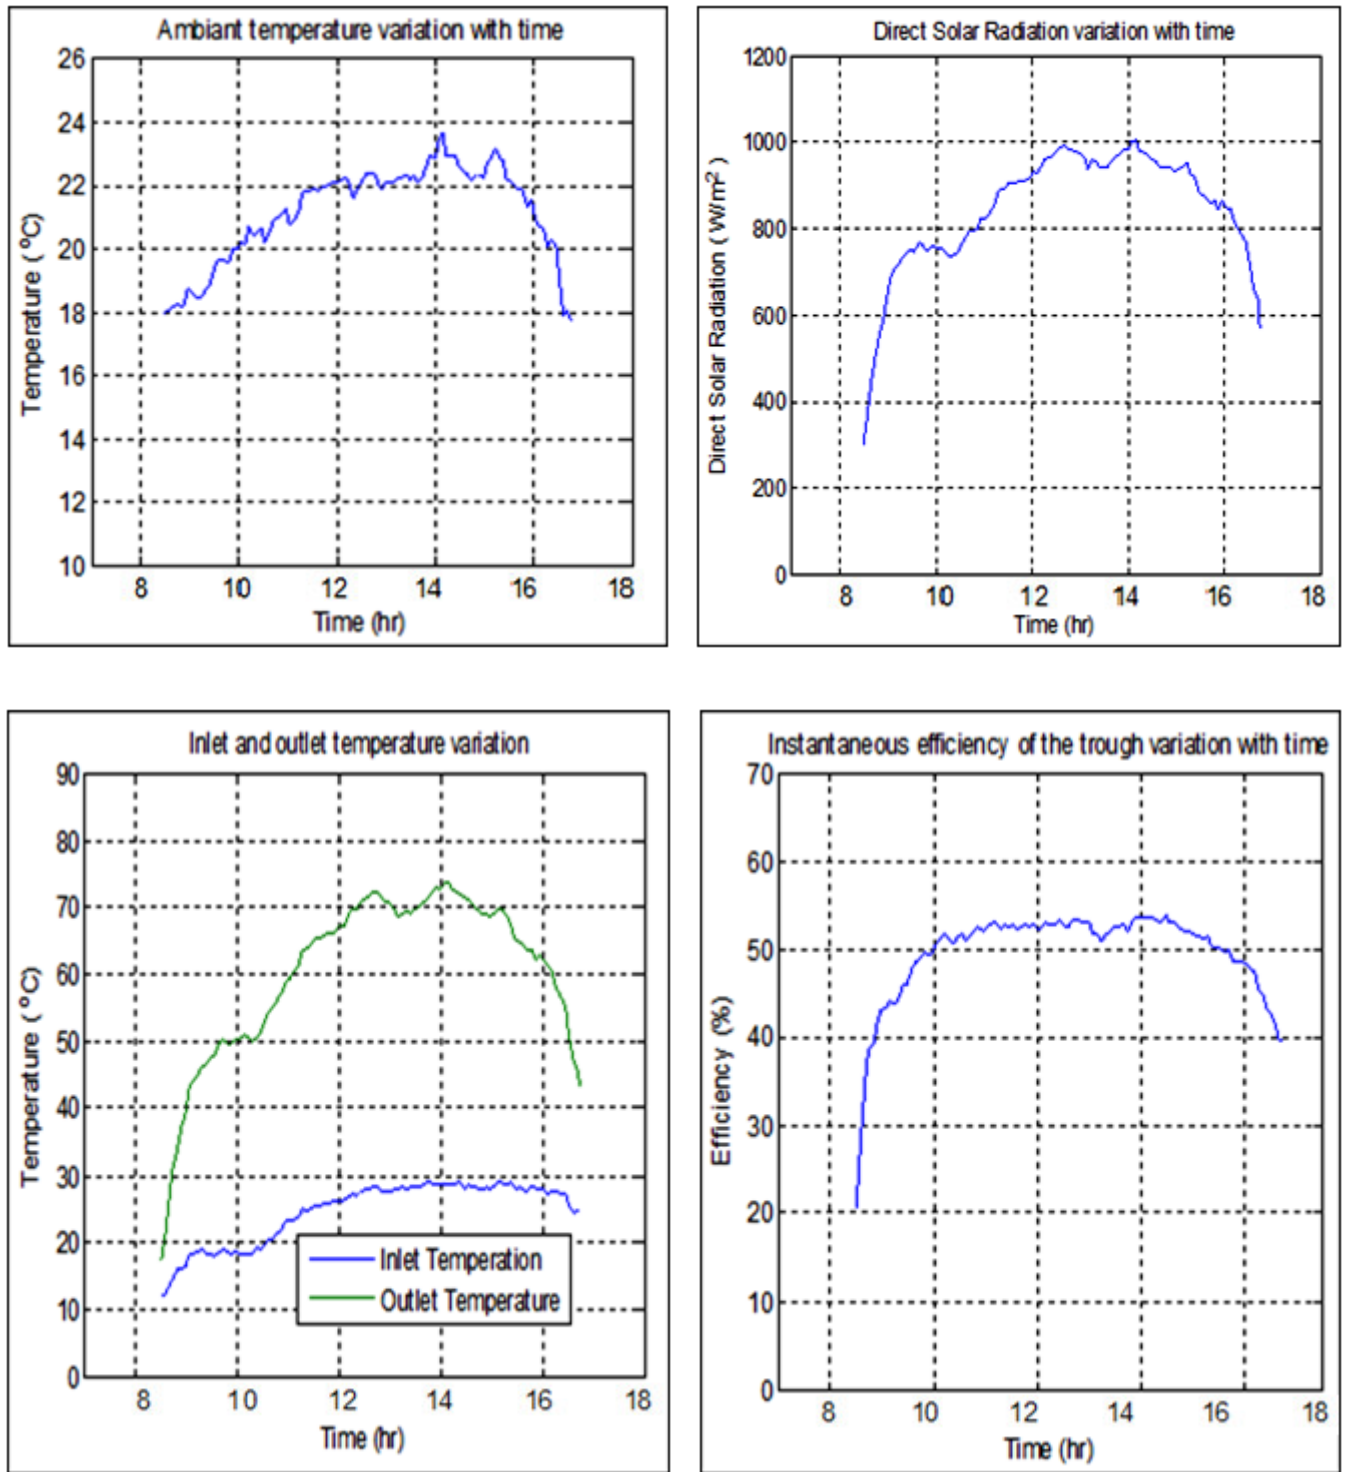 Ambiant temperature variation with time
26
24
22
20
18
16
14
12
10
Temperature ( ºC)
8 10 12 14 16 18
Time (hr)
Direct Solar Radiation variation with time
1200
1000
800
600
400
200
0
Direct Solar Radiation ( W/m²)
8 10 12 14 16 18
Time (hr)
Inlet and outlet temperature variation
90
80
70
60
50
40
30
20
10
0
Temperature ( ºC)
Inlet Temperation
Outlet Temperature
8 10 12 14 16 18
Time (hr)
Instantaneous efficiency of the trough variation with time
70
60
50
40
30
20
10
0
Efficiency (%)
8 10 12 14 16 18
Time (hr)